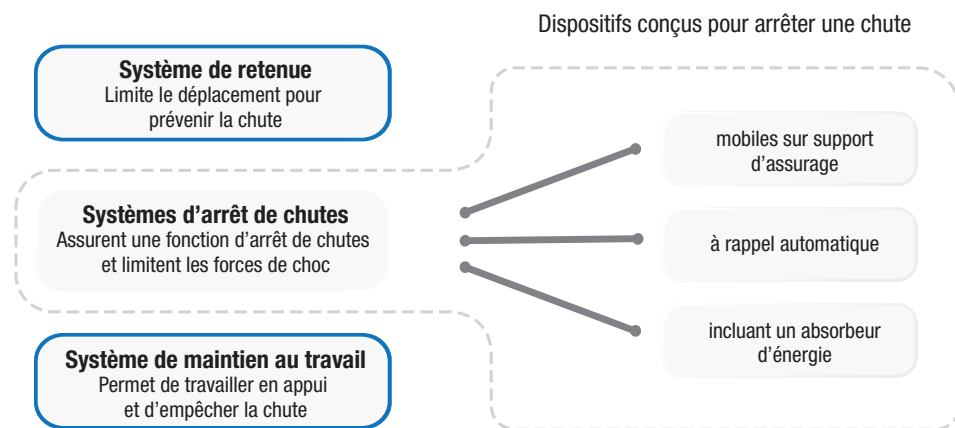 Dispositifs conçus pour arrêter une chute
Système de retenue
Limite le déplacement pour
prévenir la chute
Systèmes d’arrêt de chutes
Assurent une fonction d’arrêt de chutes
et limitent les forces de choc
Système de maintien au travail
Permet de travailler en appui
et d’empêcher la chute
mobiles sur support
d’assurage
à rappel automatique
incluant un absorbeur
d’énergie